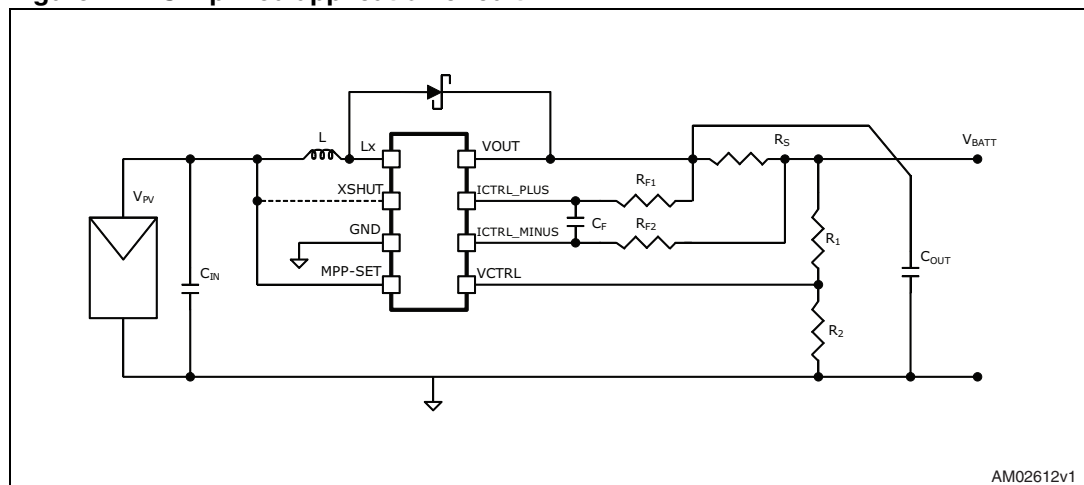 L
Lx
VOUT
RS
VBATT
XSHUT
ICTRL_PLUS
RF1
VPV
GND
CF
ICTRL_MINUS
RF2
R1
CIN
MPP-SET
VCTRL
COUT
R2
AM02612v1